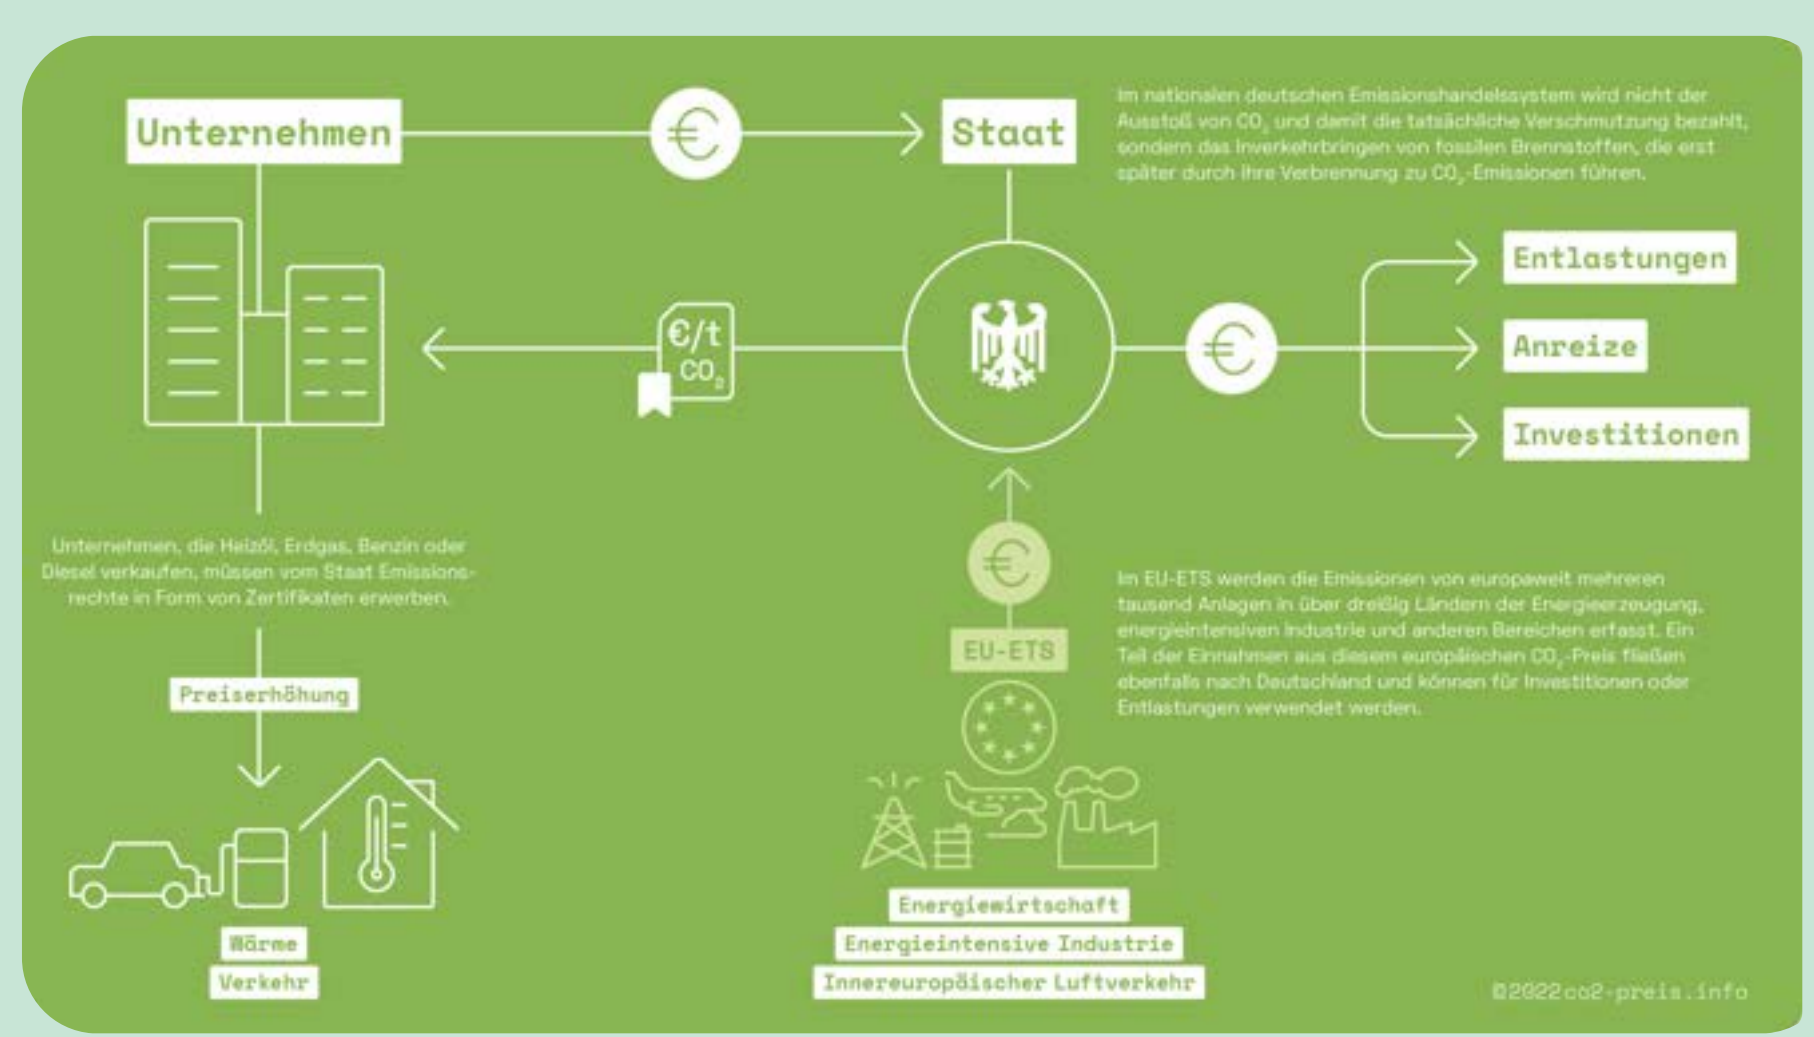 Unternehmen
€
Staat
Im nationalen deutschen Emissionshandelssystem wird nicht der
Ausstoß von CO₂ und damit die tatsächliche Verschmutzung bezahlt,
sondern das Inverkehrbringen von fossilen Brennstoffen, die erst
später durch ihre Verbrennung zu CO₂-Emissionen führen.
€/t
CO₂
€
Entlastungen
Anreize
Investitionen
Unternehmen, die Heizöl, Erdgas, Benzin oder
Diesel verkaufen, müssen vom Staat Emissions-
rechte in Form von Zertifikaten erwerben.
Preiserhöhung
Wärme
Verkehr
€
EU-ETS
Im EU-ETS werden die Emissionen von europaweit mehreren
tausend Anlagen in über dreißig Ländern der Energieerzeugung,
energieintensiven Industrie und anderen Bereichen erfasst. Ein
Teil der Einnahmen aus diesem europäischen CO₂-Preis fließen
ebenfalls nach Deutschland und können für Investitionen oder
Entlastungen verwendet werden.
Energiewirtschaft
Energieintensive Industrie
Innereuropäischer Luftverkehr
©2022 co2-preis.info